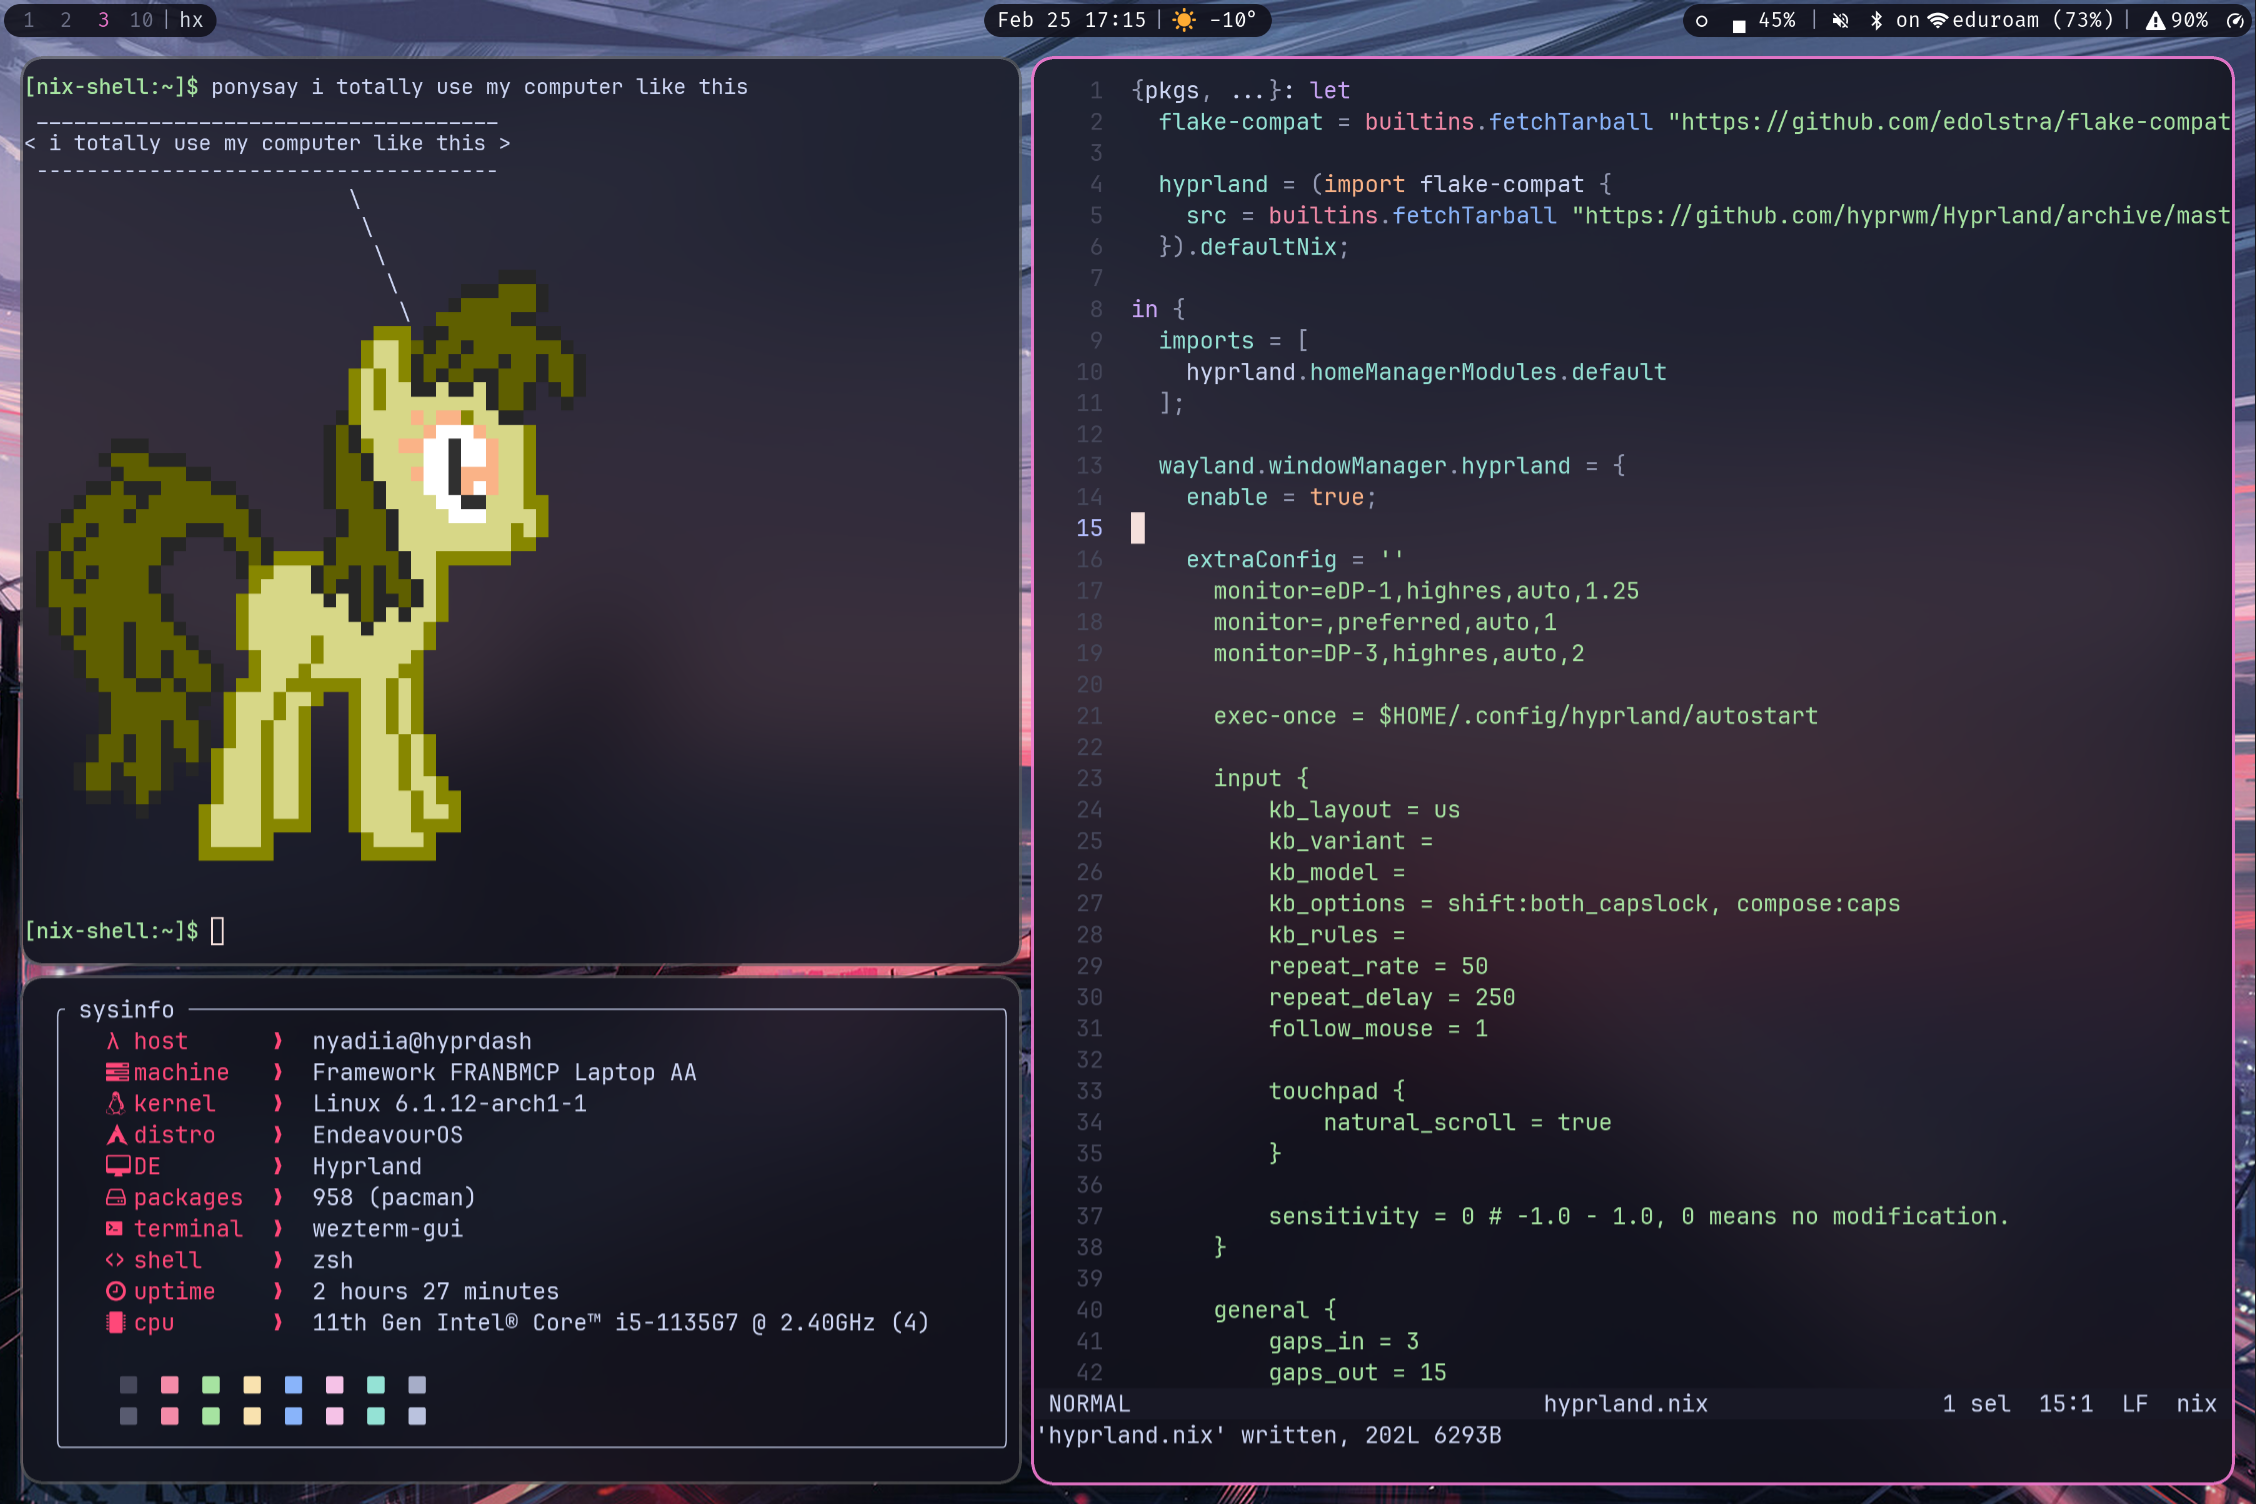 1 2 3 10 | hx
Feb 25 17:15 | -10°
45% | on eduroam (73%) | 90%
[nix-shell:~]$ ponysay i totally use my computer like this
_____________________________________
< i totally use my computer like this >
-------------------------------------
[nix-shell:~]$
sysinfo
λ host ❯ nyadiia@hyprdash
machine ❯ Framework FRANBMCP Laptop AA
kernel ❯ Linux 6.1.12-arch1-1
distro ❯ EndeavourOS
DE ❯ Hyprland
packages ❯ 958 (pacman)
terminal ❯ wezterm-gui
shell ❯ zsh
uptime ❯ 2 hours 27 minutes
cpu ❯ 11th Gen Intel® Core™ i5-1135G7 @ 2.40GHz (4)
1 {pkgs, ...}: let
2 flake-compat = builtins.fetchTarball "https://github.com/edolstra/flake-compat
3
4 hyprland = (import flake-compat {
5 src = builtins.fetchTarball "https://github.com/hyprwm/Hyprland/archive/mast
6 }).defaultNix;
7
8 in {
9 imports = [
10 hyprland.homeManagerModules.default
11 ];
12
13 wayland.windowManager.hyprland = {
14 enable = true;
15
16 extraConfig = ''
17 monitor=eDP-1,highres,auto,1.25
18 monitor=,preferred,auto,1
19 monitor=DP-3,highres,auto,2
20
21 exec-once = $HOME/.config/hyprland/autostart
22
23 input {
24 kb_layout = us
25 kb_variant =
26 kb_model =
27 kb_options = shift:both_capslock, compose:caps
28 kb_rules =
29 repeat_rate = 50
30 repeat_delay = 250
31 follow_mouse = 1
32
33 touchpad {
34 natural_scroll = true
35 }
36
37 sensitivity = 0 # -1.0 - 1.0, 0 means no modification.
38 }
39
40 general {
41 gaps_in = 3
42 gaps_out = 15
NORMAL hyprland.nix 1 sel 15:1 LF nix
'hyprland.nix' written, 202L 6293B